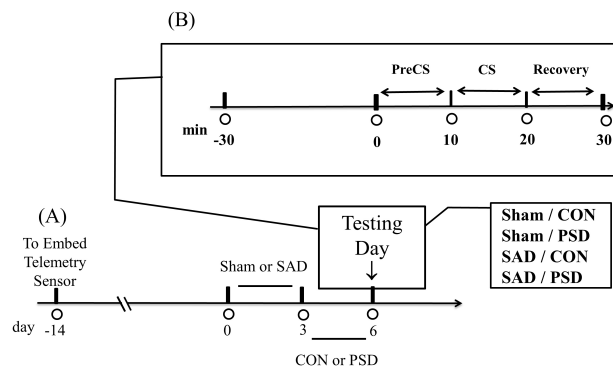 (B)
PreCS CS Recovery
min -30 0 10 20 30
(A)
To Embed
Telemetry
Sensor
Testing
Day
Sham / CON
Sham / PSD
SAD / CON
SAD / PSD
Sham or SAD
day -14 0 3 6
CON or PSD